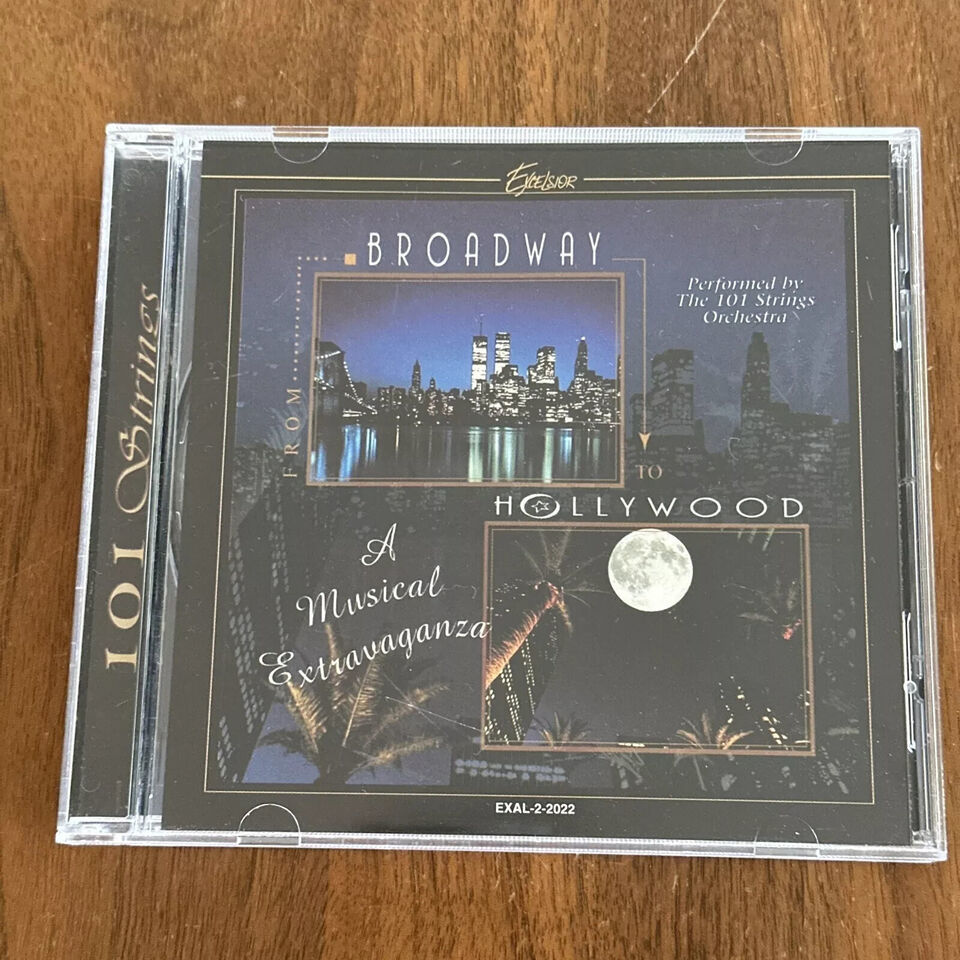 Excelsior
FROM
BROADWAY
Performed by
The 101 Strings
Orchestra
TO
HOLLYWOOD
A
Musical
Extravaganza
EXAL-2-2022
101 Strings